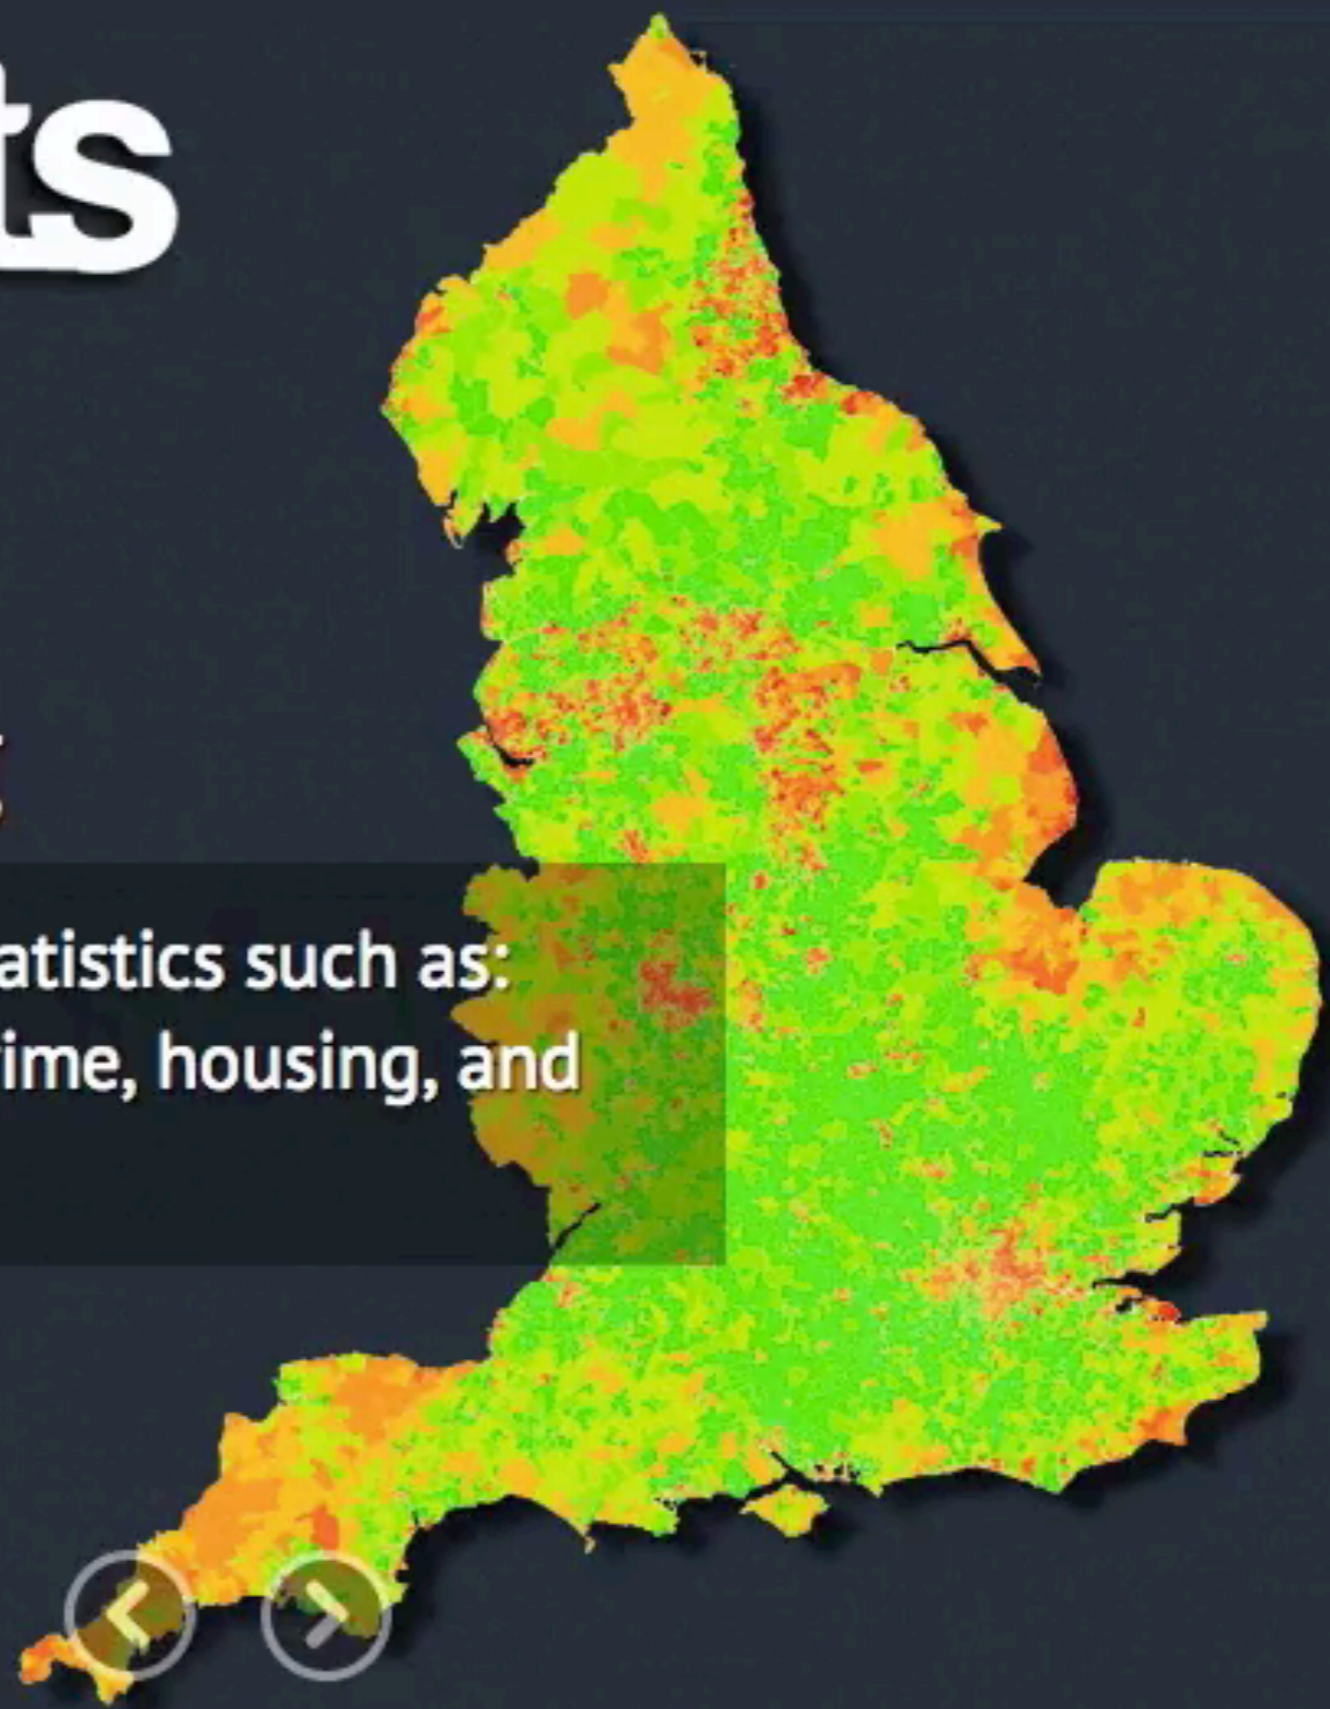 ts
atistics such as:
ime, housing, and